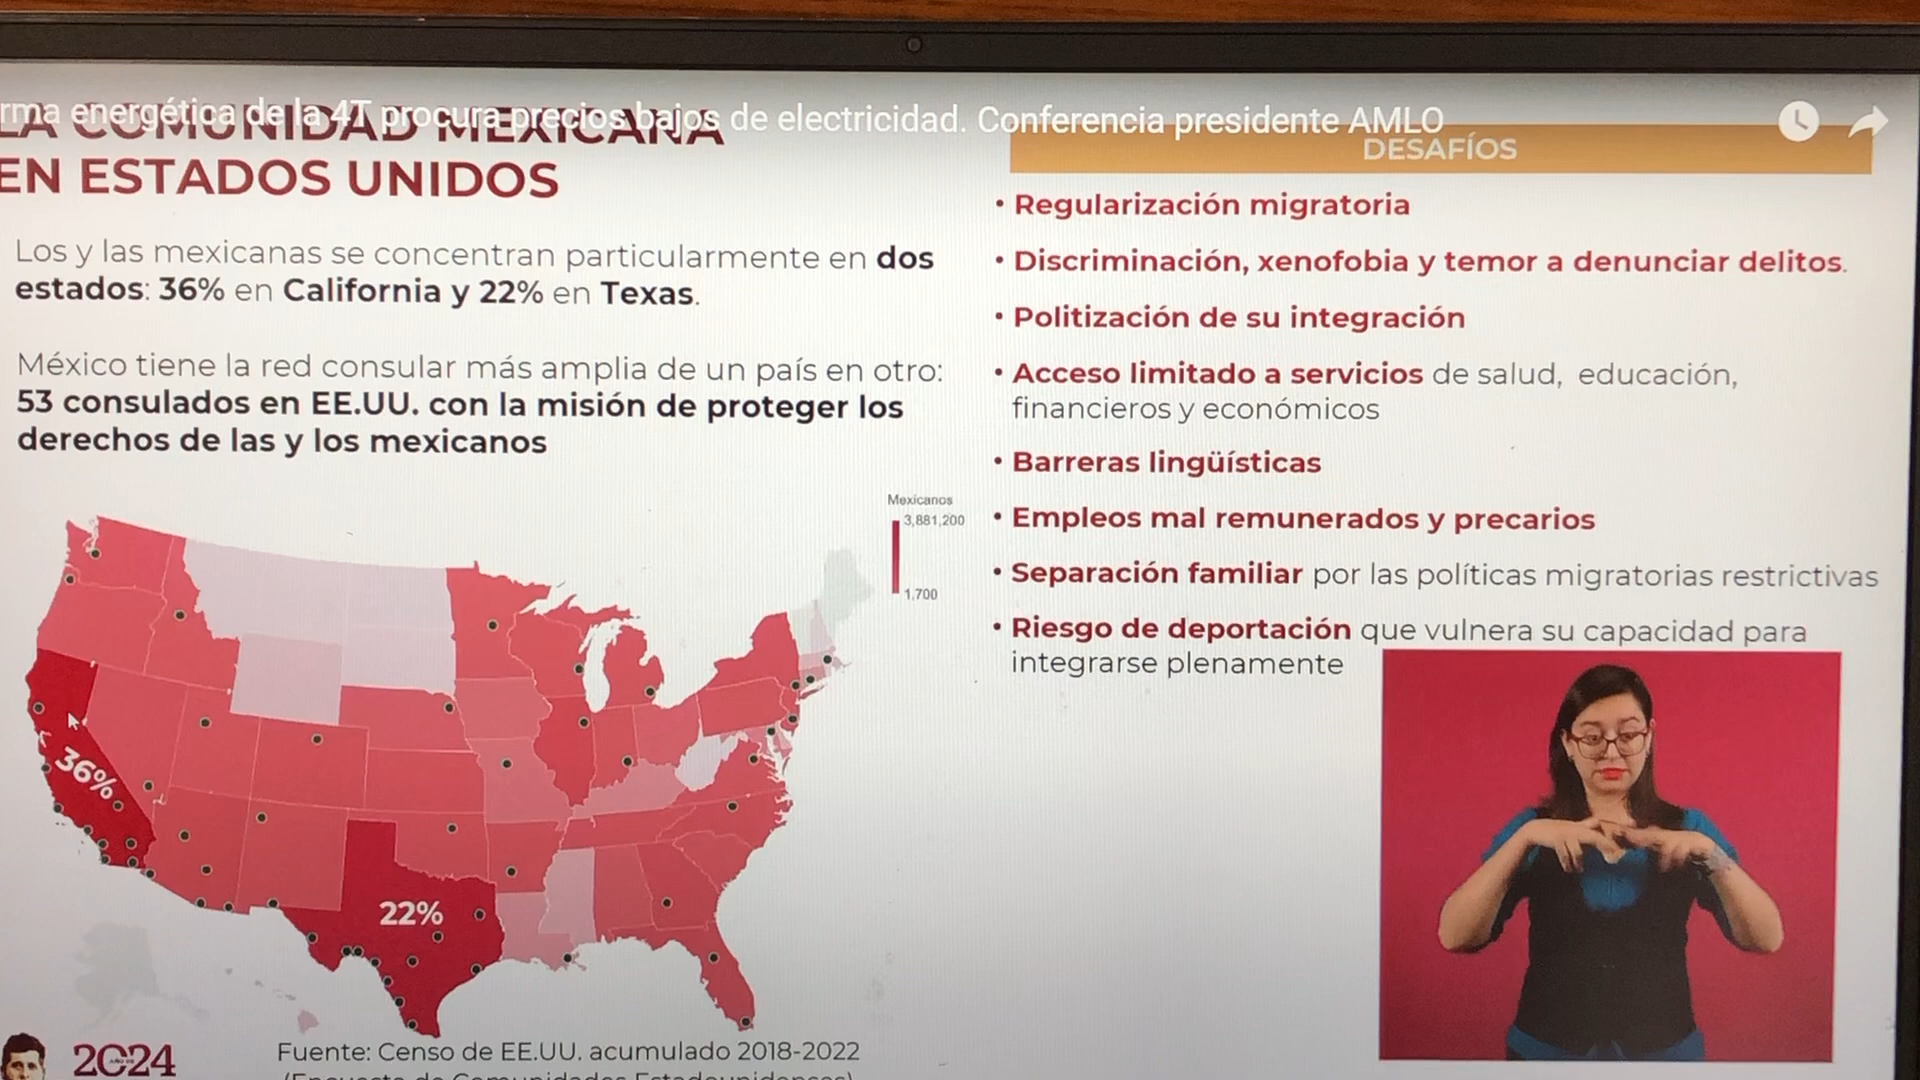 rma energética de la 4T procura precios bajos de electricidad. Conferencia presidente AMLO
LA COMUNIDAD MEXICANA
EN ESTADOS UNIDOS
Los y las mexicanas se concentran particularmente en dos
estados: 36% en California y 22% en Texas.
México tiene la red consular más amplia de un país en otro:
53 consulados en EE.UU. con la misión de proteger los
derechos de las y los mexicanos
Mexicanos
3,881,200
1,700
36%
22%
2024
Fuente: Censo de EE.UU. acumulado 2018-2022
(Encuesta de Comunidades Estadounidenses)
DESAFÍOS
• Regularización migratoria
• Discriminación, xenofobia y temor a denunciar delitos.
• Politización de su integración
• Acceso limitado a servicios de salud, educación,
financieros y económicos
• Barreras lingüísticas
• Empleos mal remunerados y precarios
• Separación familiar por las políticas migratorias restrictivas
• Riesgo de deportación que vulnera su capacidad para
integrarse plenamente